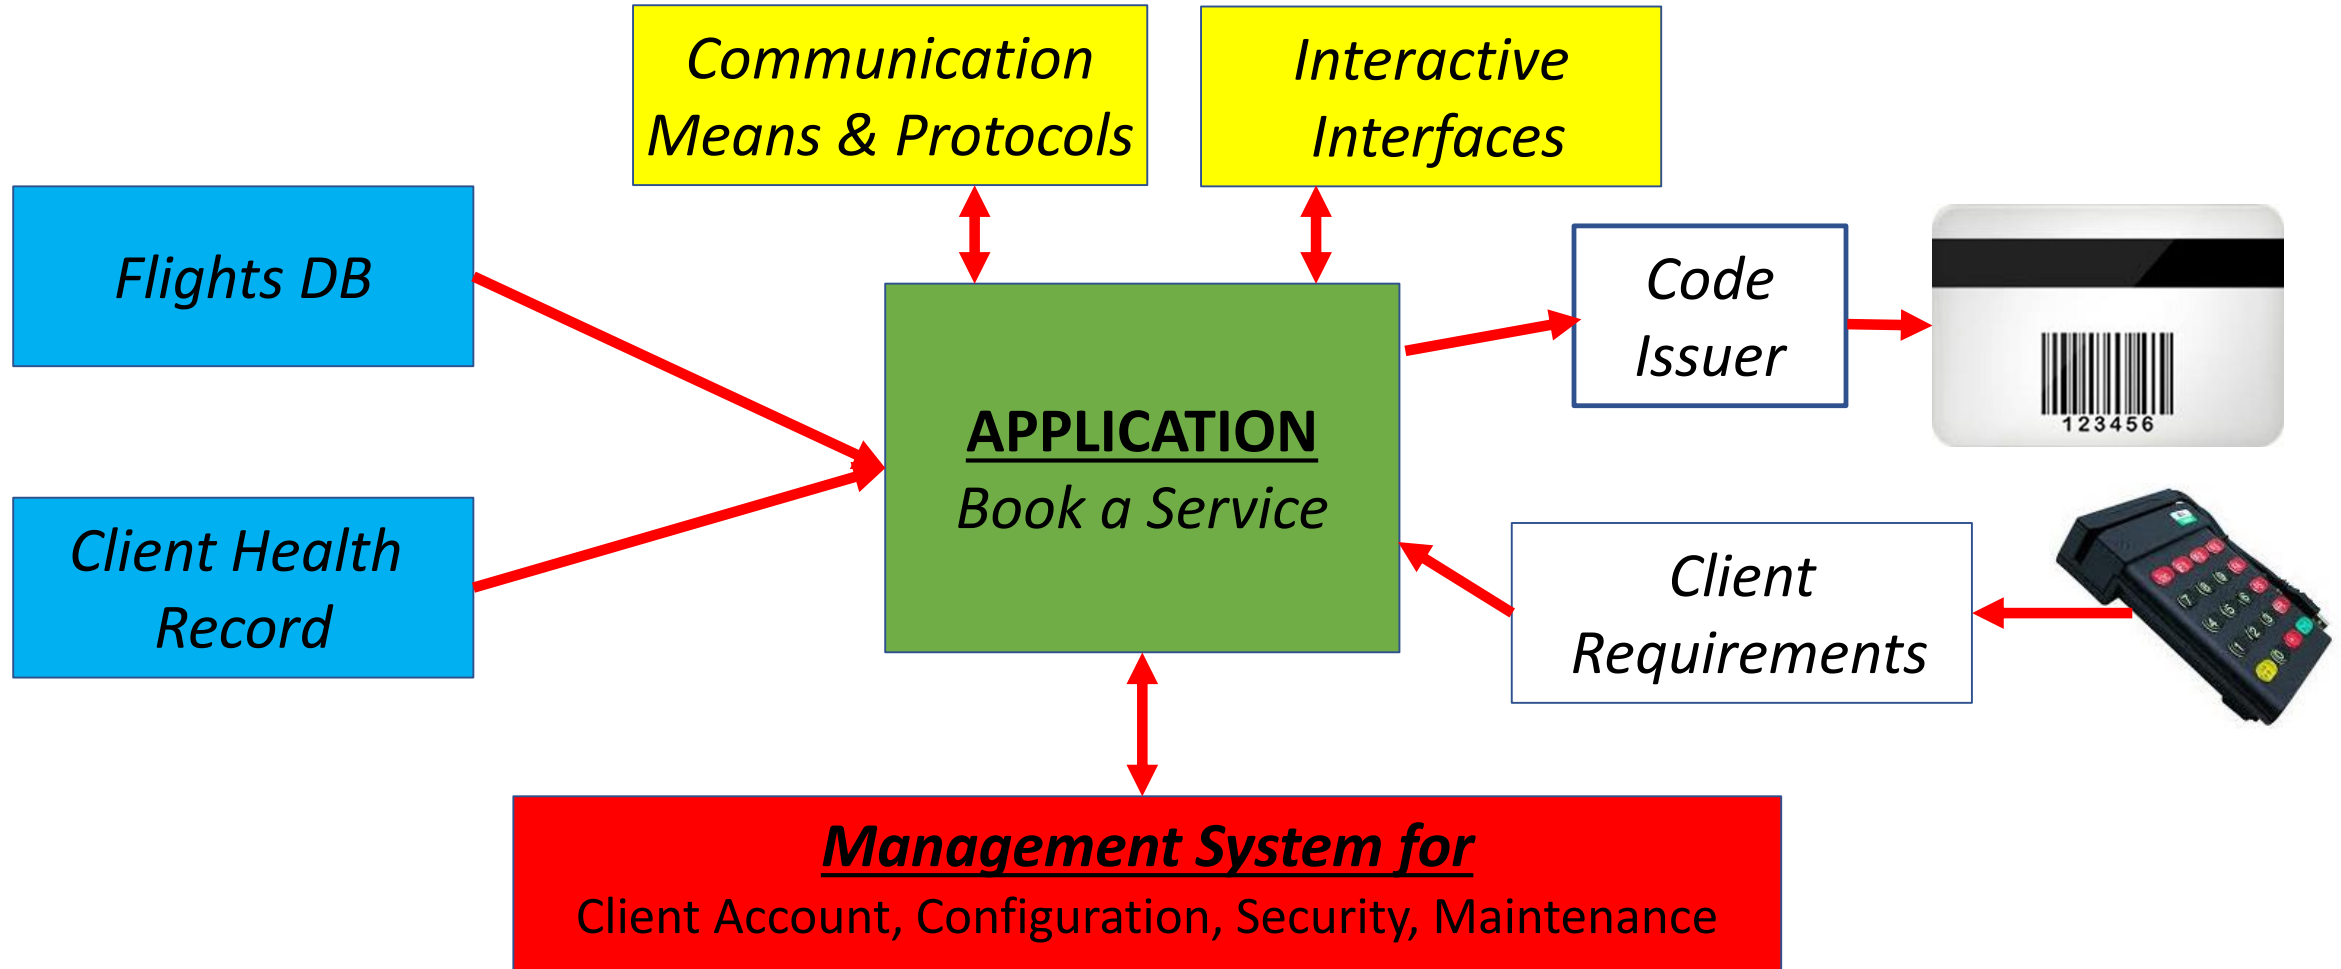 Communication
Means & Protocols
Interactive
Interfaces
Flights DB
Code
Issuer
123456
APPLICATION
Book a Service
Client Health
Record
Client
Requirements
Management System for
Client Account, Configuration, Security, Maintenance